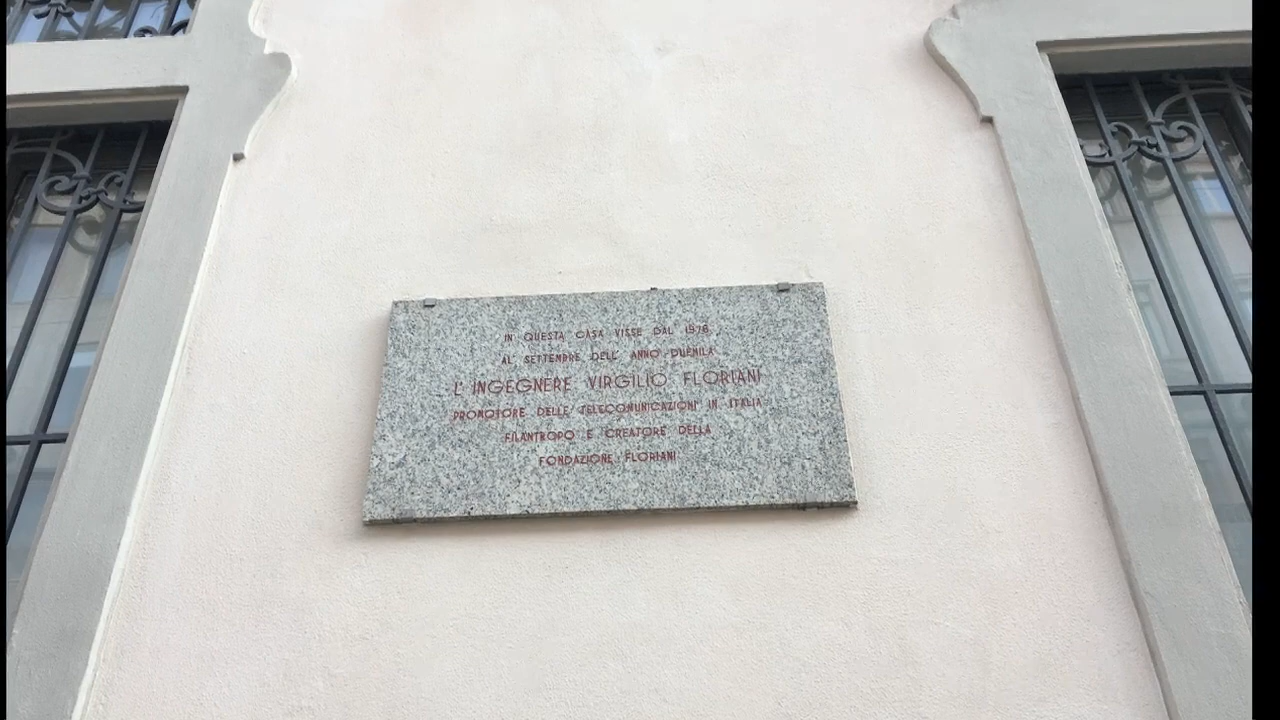 IN QUESTA CASA VISSE DAL 1978
AL SETTEMBRE DELL' ANNO DUEMILA
L' INGEGNERE VIRGILIO FLORIANI
PROMOTORE DELLE TELECOMUNICAZIONI IN ITALIA
FILANTROPO E CREATORE DELLA
FONDAZIONE FLORIANI